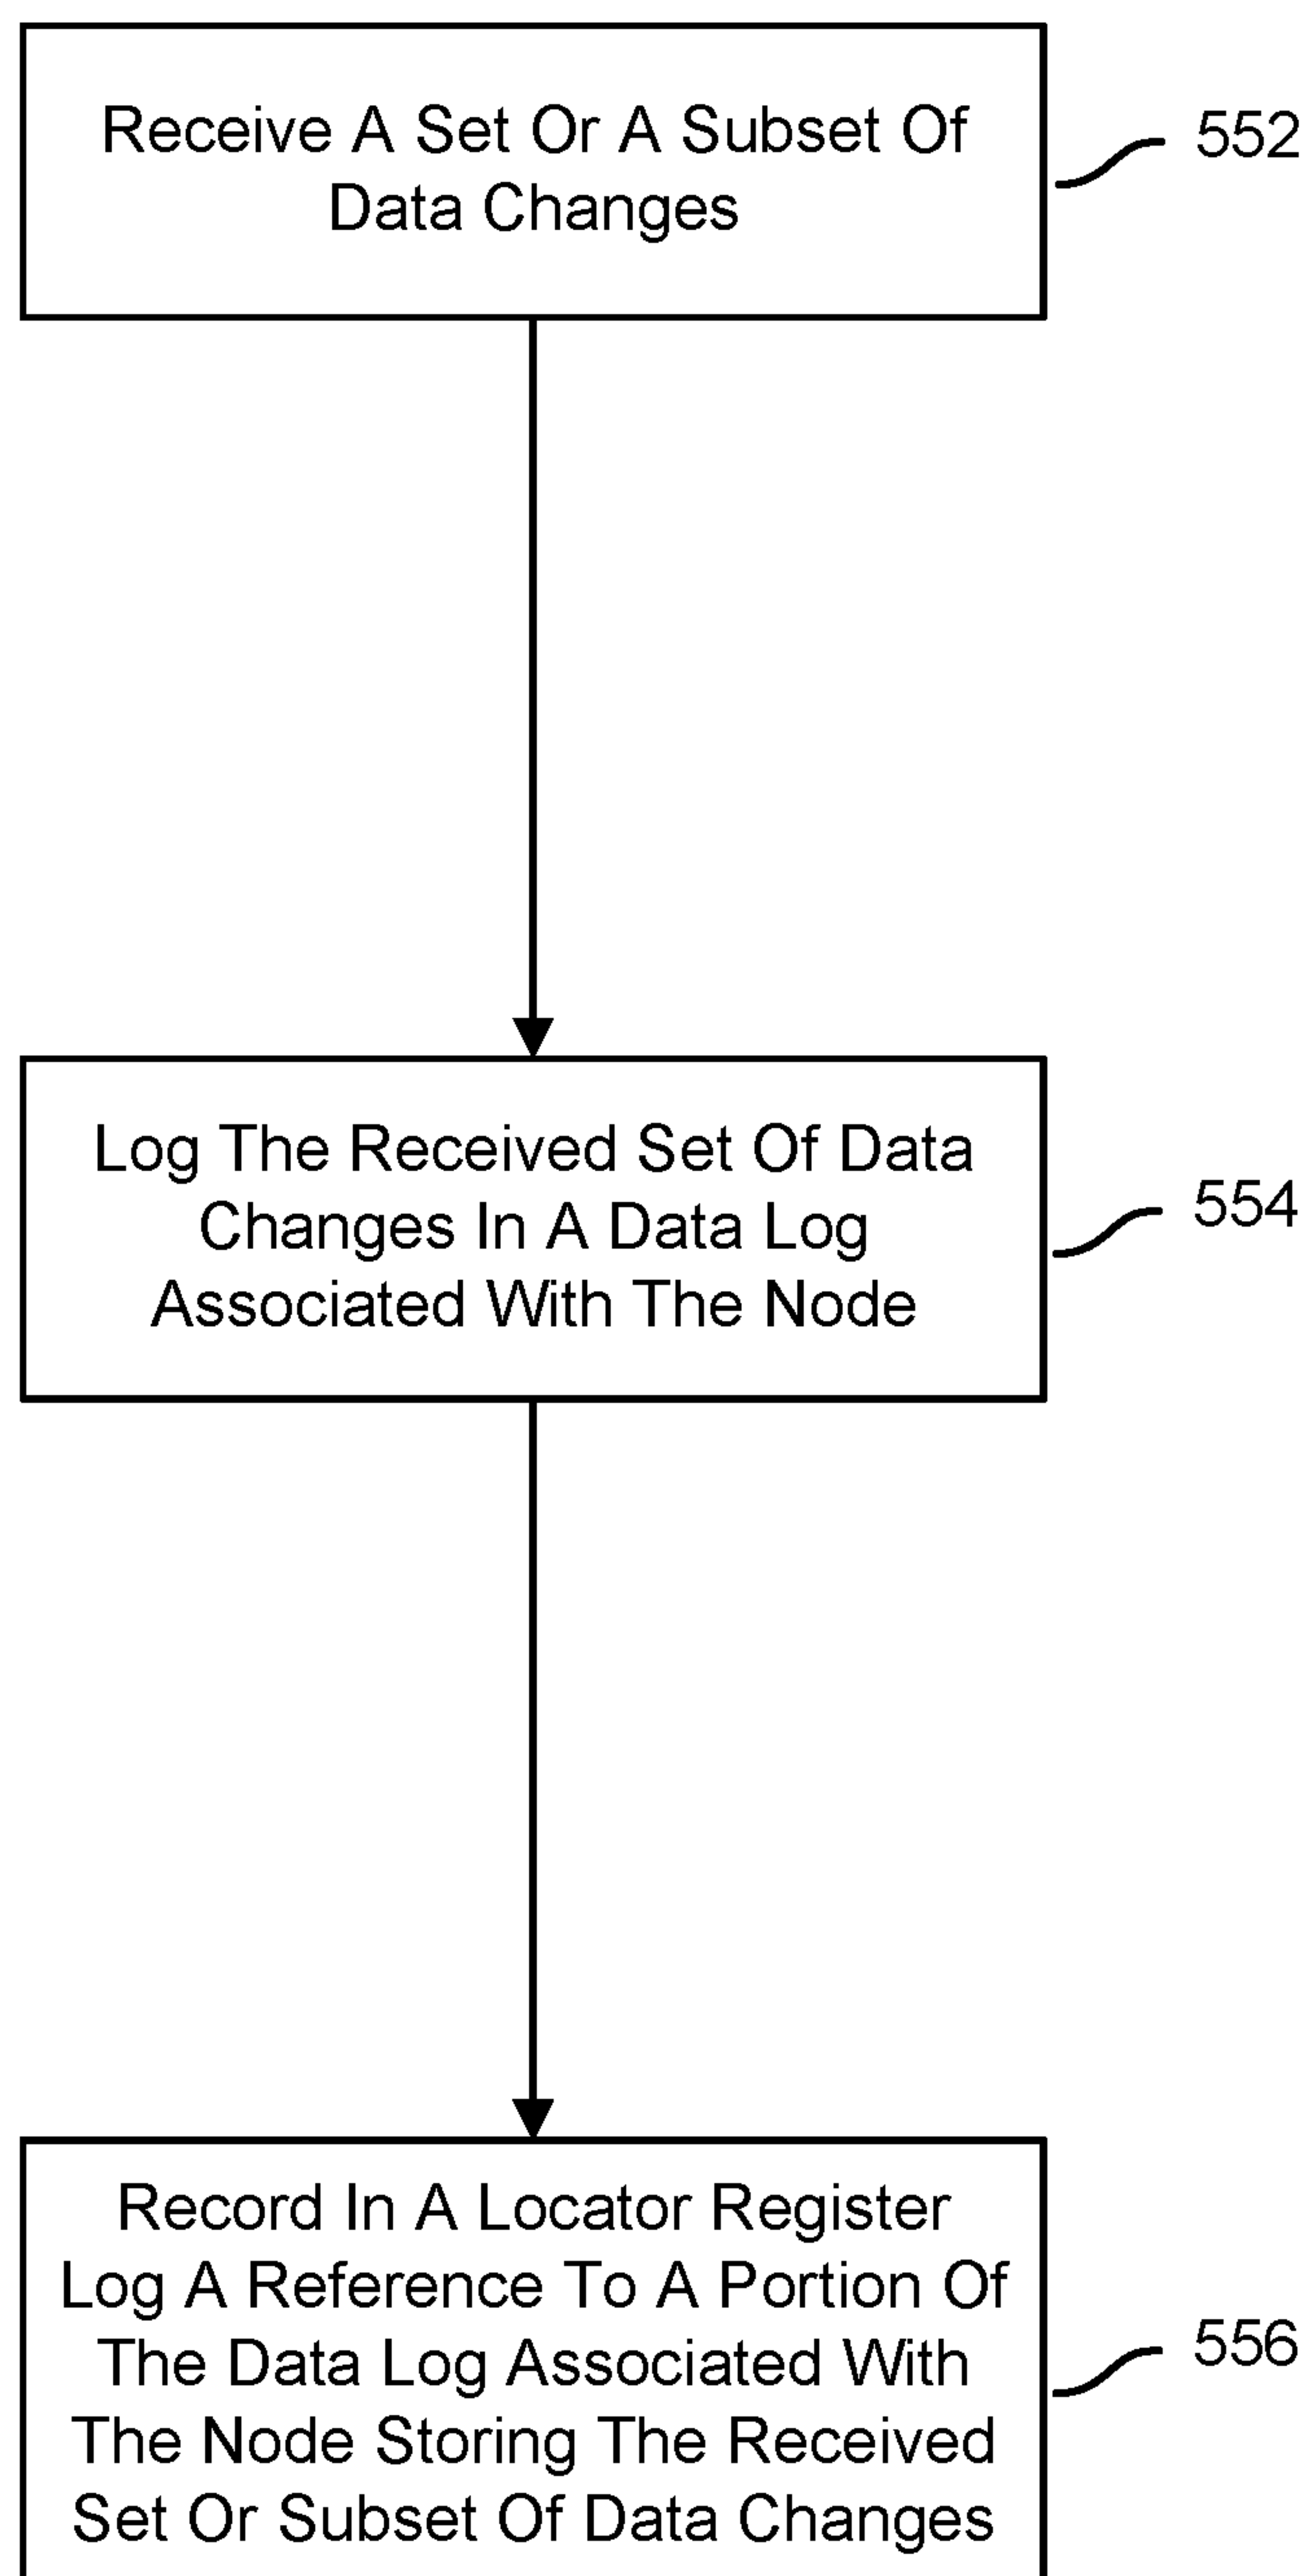 Receive A Set Or A Subset Of
Data Changes
552
Log The Received Set Of Data
Changes In A Data Log
Associated With The Node
554
Record In A Locator Register
Log A Reference To A Portion Of
The Data Log Associated With
The Node Storing The Received
Set Or Subset Of Data Changes
556